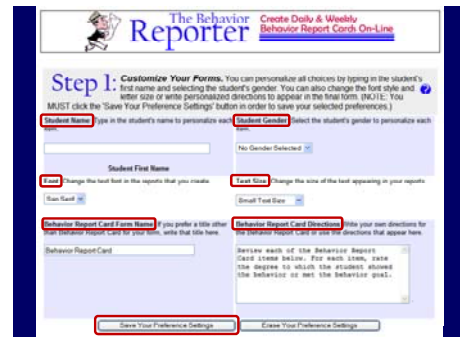 The Behavior
Reporter
Create Daily & Weekly
Behavior Report Cards On-Line
Step 1: Customize Your Forms. You can personalize all choices by typing in the student's
first name and selecting the student's gender. You can also change the font style and
letter size or write personalized directions to appear in the final form. (NOTE: You
MUST click the 'Save Your Preference Settings' button in order to save your selected preferences.)
Student Name: Type in the student's name to personalize each
item.
Student Gender: Select the student's gender to personalize each
item.
No Gender Selected
Student First Name
Font: Change the text font in the reports that you create.
San Serif
Text Size: Change the size of the text appearing in your reports
Small Text Size
Behavior Report Card Form Name: If you prefer a title other
than Behavior Report Card for your form, write that title here.
Behavior Report Card
Behavior Report Card Directions: Write your own directions for
the Behavior Report Card or use the directions that appear here.
Review each of the Behavior Report
Card items below. For each item, rate
the degree to which the student showed
the behavior or met the behavior goal.
Save Your Preference Settings
Erase Your Preference Settings